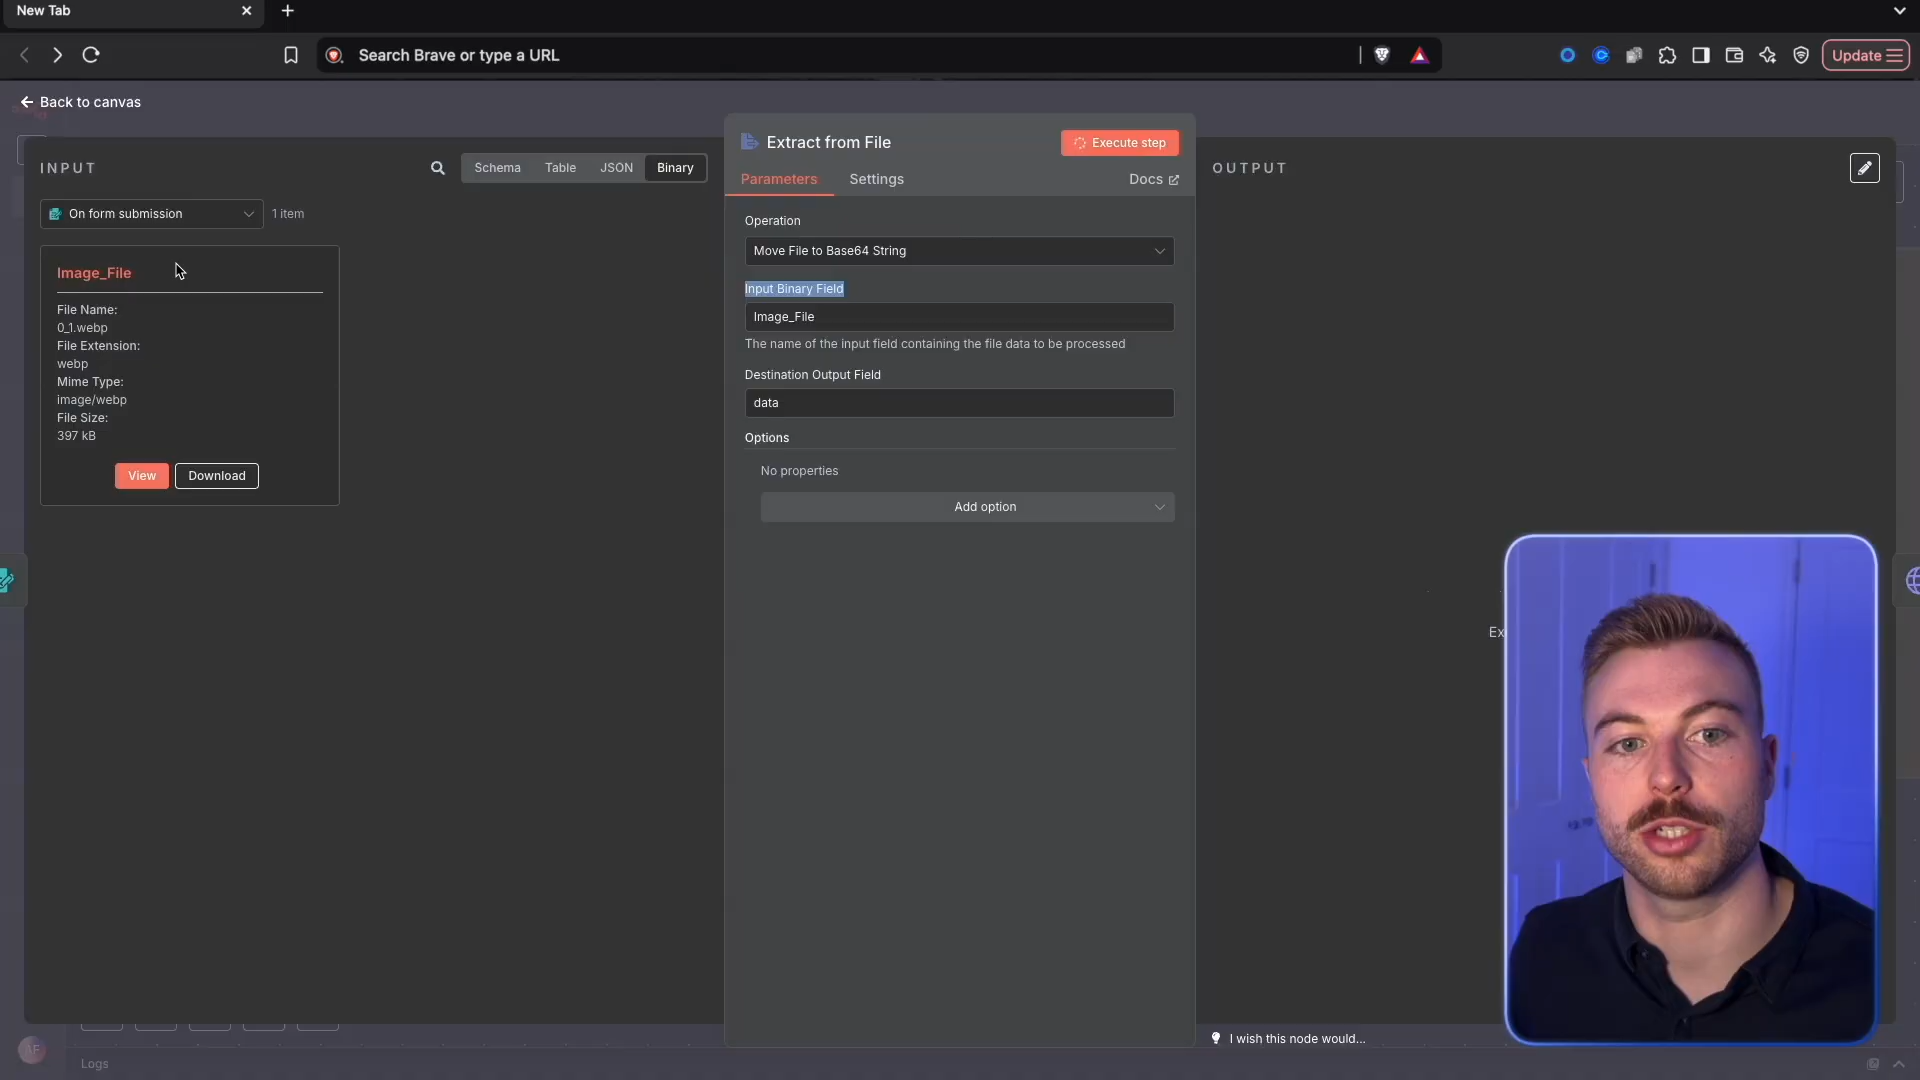 New Tab
Search Brave or type a URL
Update
Back to canvas
INPUT
Schema
Table
JSON
Binary
On form submission
1 item
Image_File
File Name:
0_1.webp
File Extension:
webp
Mime Type:
image/webp
File Size:
397 kB
View
Download
Extract from File
Execute step
Parameters
Settings
Docs
Operation
Move File to Base64 String
Input Binary Field
Image_File
The name of the input field containing the file data to be processed
Destination Output Field
data
Options
No properties
Add option
OUTPUT
Ex
I wish this node would...
AF
Logs